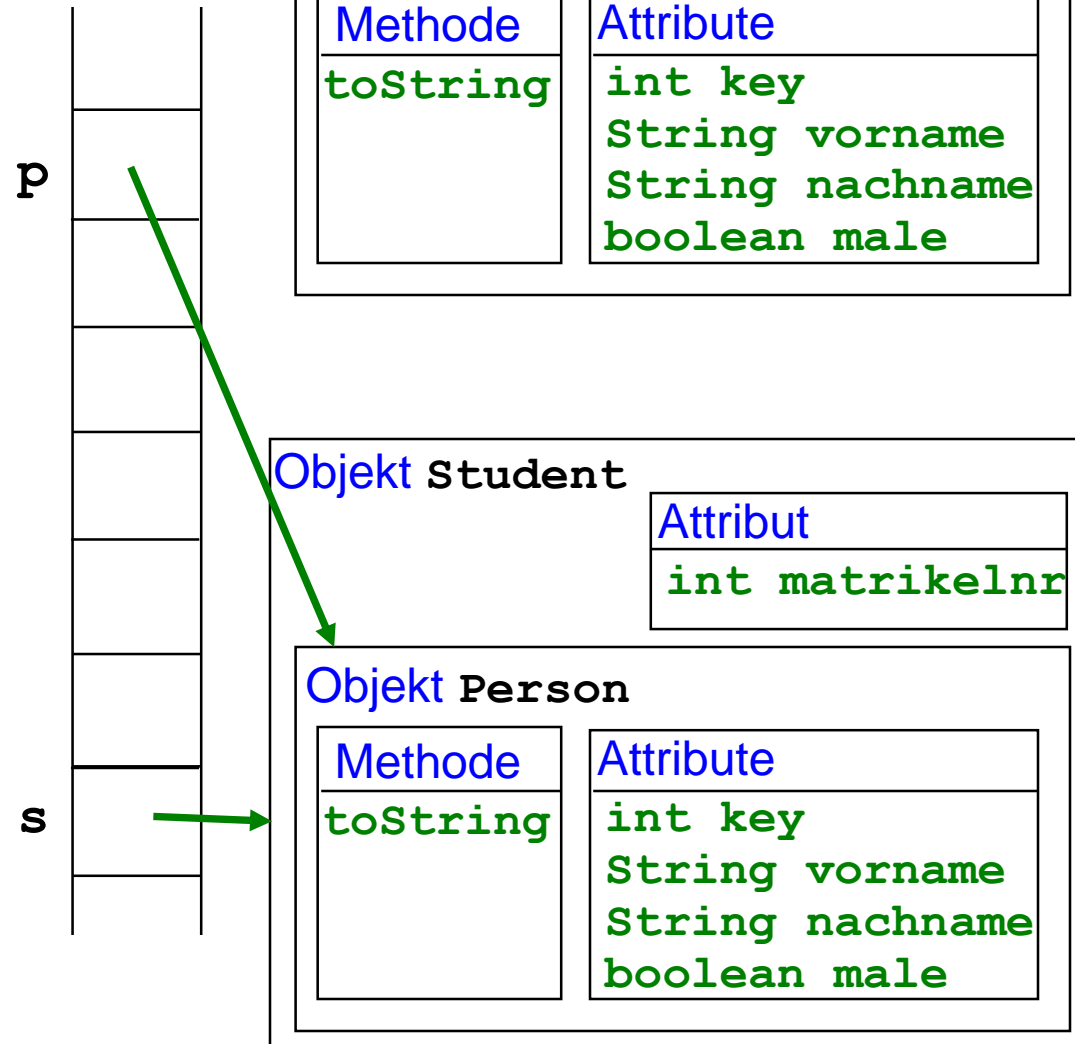 Methode
Attribute
toString
int key
String vorname
String nachname
boolean male
p
Objekt Student
Attribut
int matrikelnr
Objekt Person
Methode
Attribute
toString
int key
String vorname
String nachname
boolean male
s